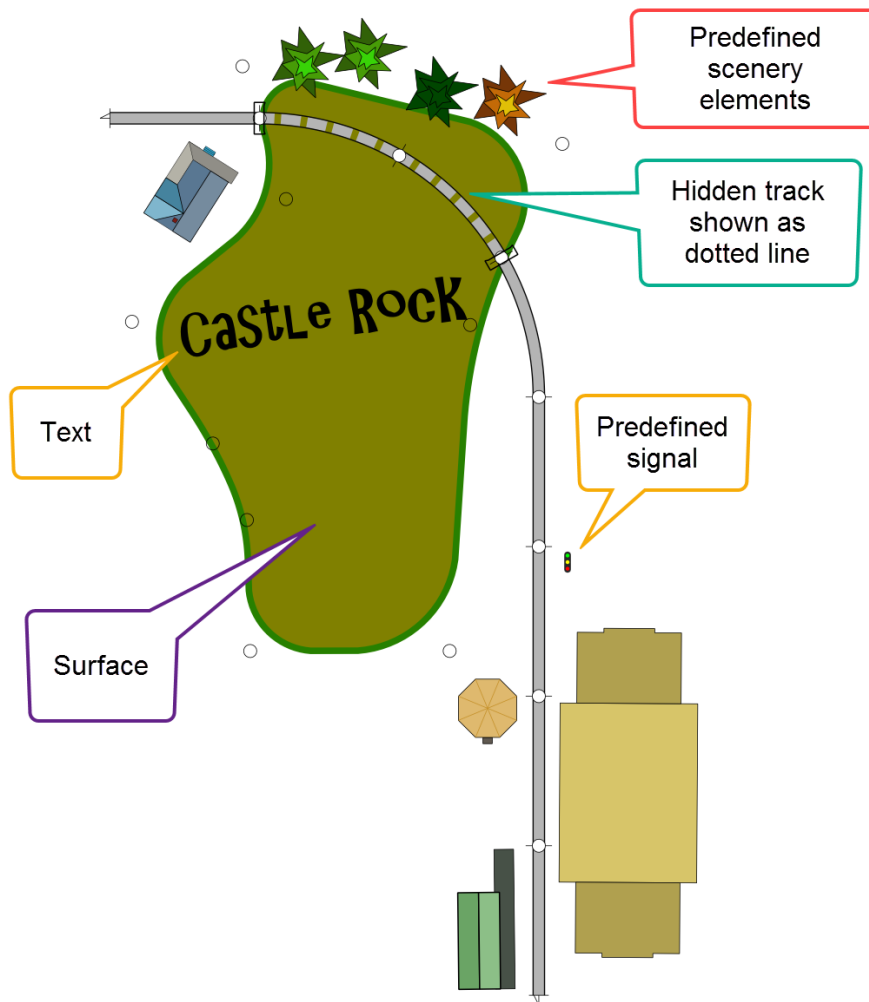 Predefined
scenery
elements
Hidden track
shown as
dotted line
Castle Rock
Text
Predefined
signal
Surface